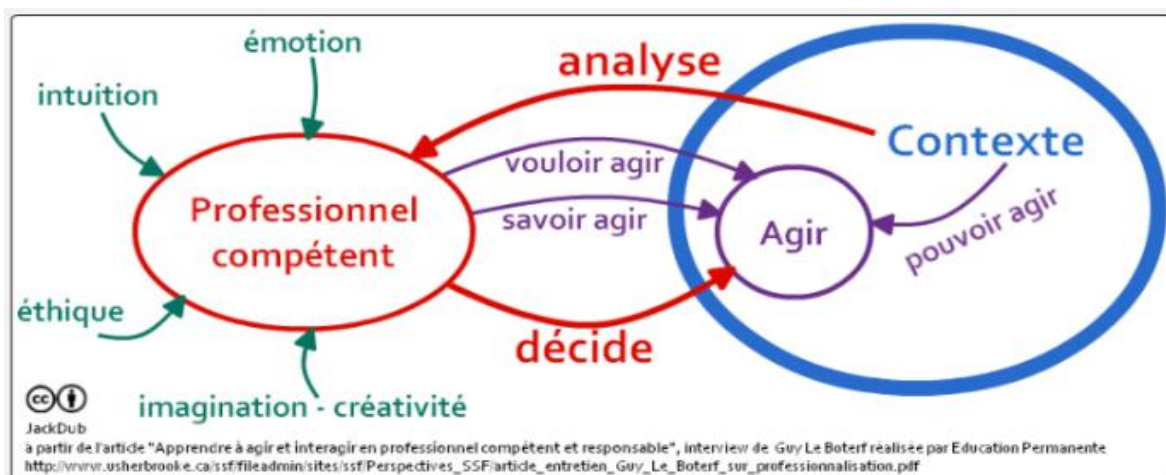 émotion
intuition
analyse
Contexte
vouloir agir
savoir agir
Professionnel
compétent
Agir
pouvoir agir
éthique
décide
imagination - créativité
cc
JackDub
à partir de l'article "Apprendre à agir et interagir en professionnel compétent et responsable", interview de Guy Le Boterf réalisée par Education Permanente
http://www.usherbrooke.ca/ssf/fileadmin/sites/ssf/Perspectives_SSF/article_entretien_Guy_Le_Boterf_sur_professionnalisation.pdf